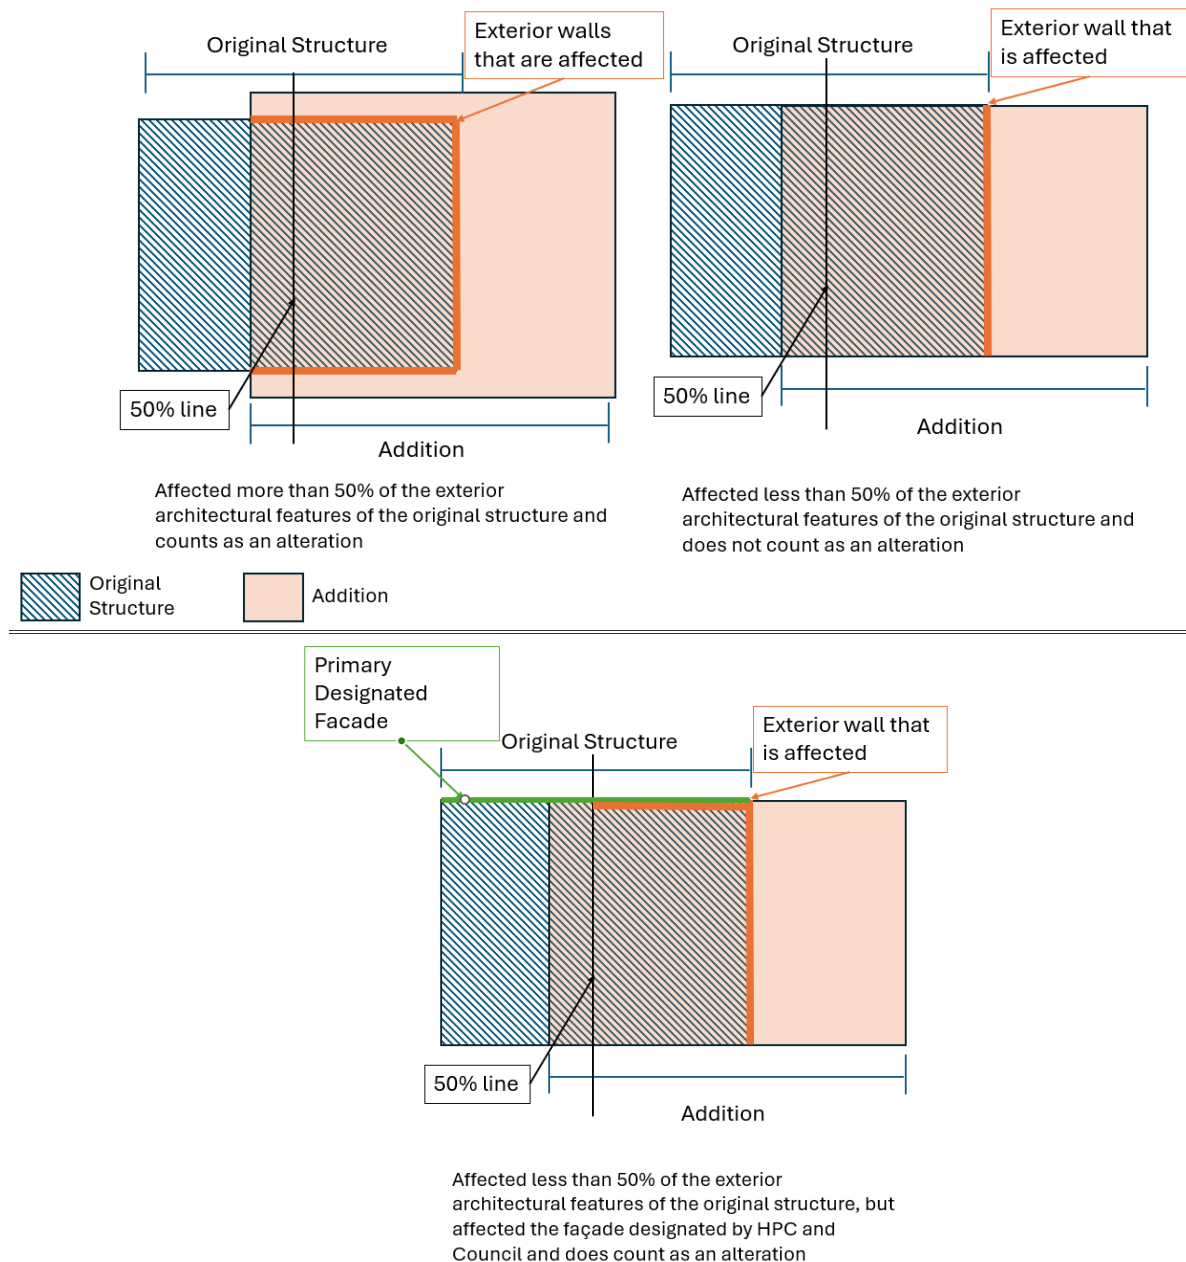 Original Structure
Exterior walls
that are affected
50% line
Addition
Affected more than 50% of the exterior
architectural features of the original structure and
counts as an alteration
Original Structure
Exterior wall that
is affected
50% line
Addition
Affected less than 50% of the exterior
architectural features of the original structure and
does not count as an alteration
Original
Structure
Addition
Primary
Designated
Facade
Original Structure
Exterior wall that
is affected
50% line
Addition
Affected less than 50% of the exterior
architectural features of the original structure, but
affected the façade designated by HPC and
Council and does count as an alteration